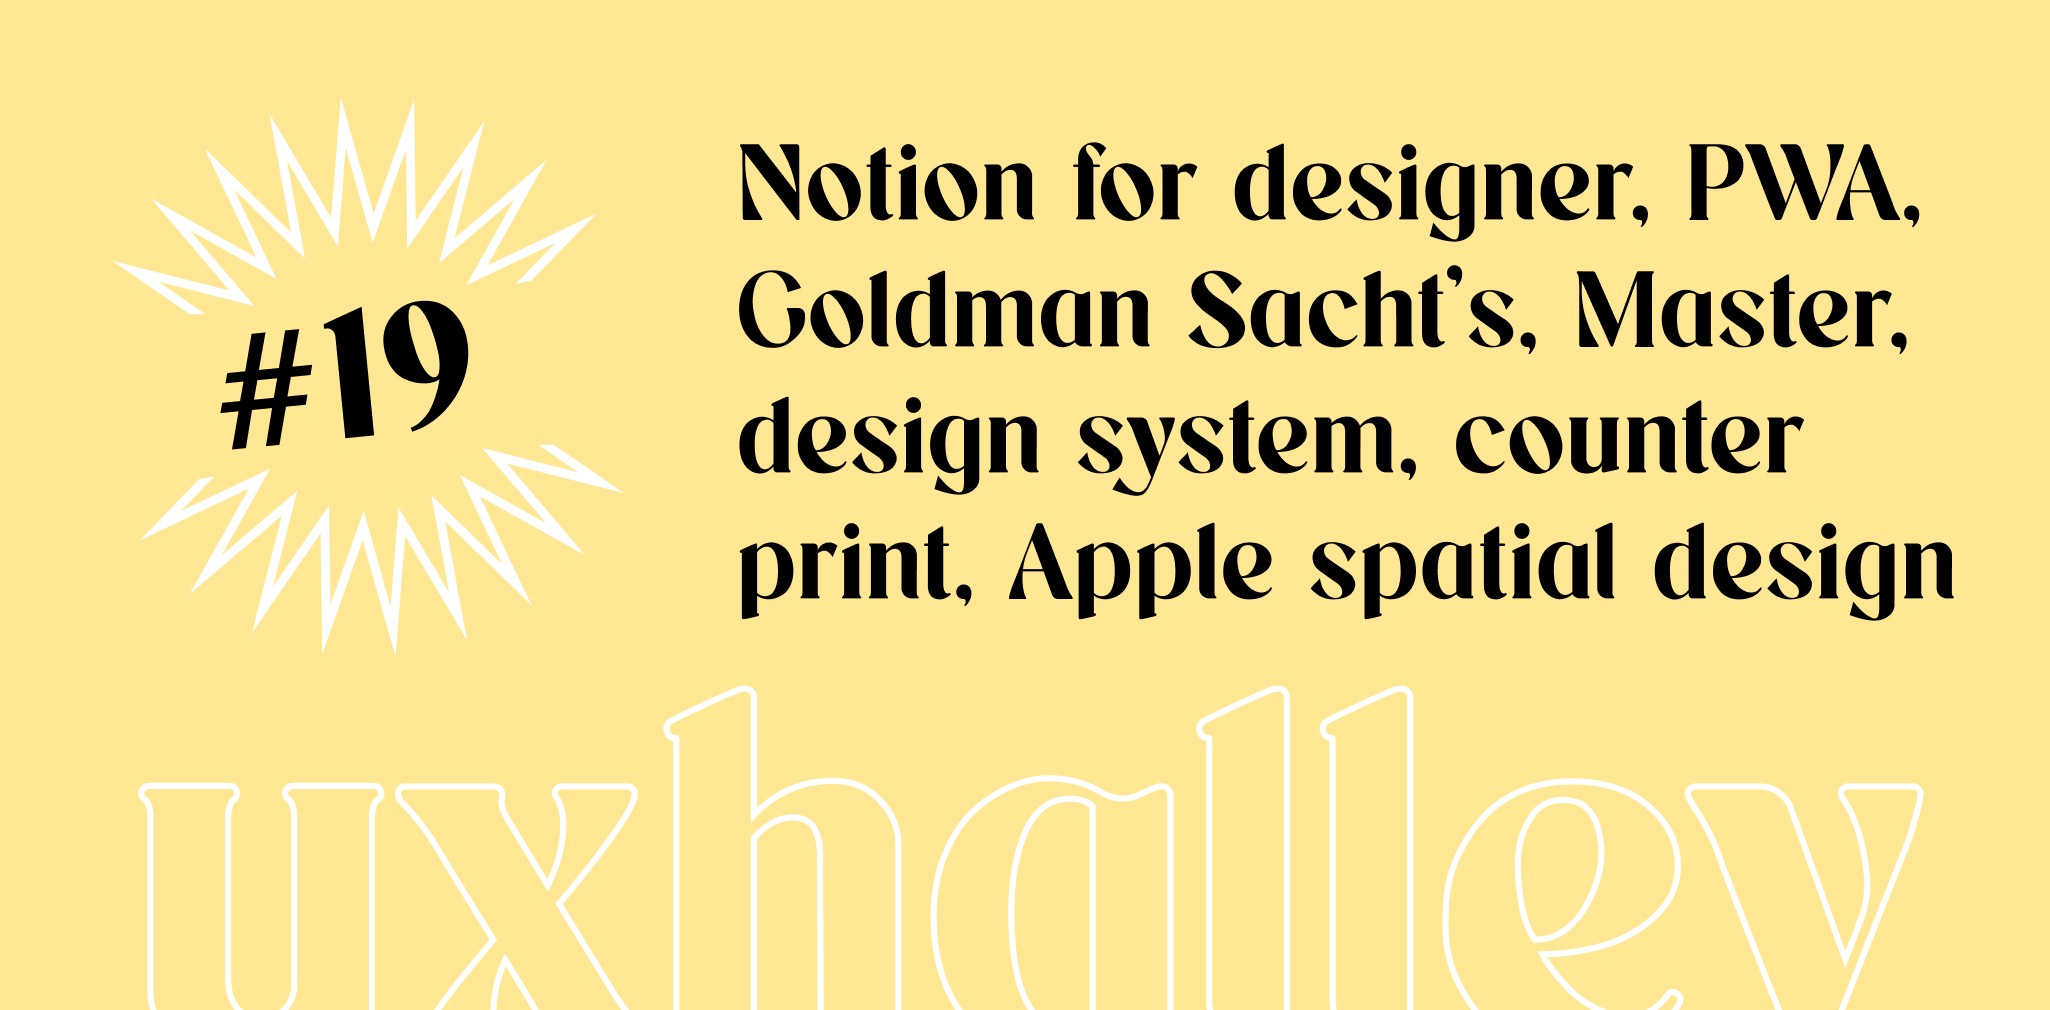 #19
Notion for designer, PWA,
Goldman Sacht's, Master,
design system, counter
print, Apple spatial design
uxhalley